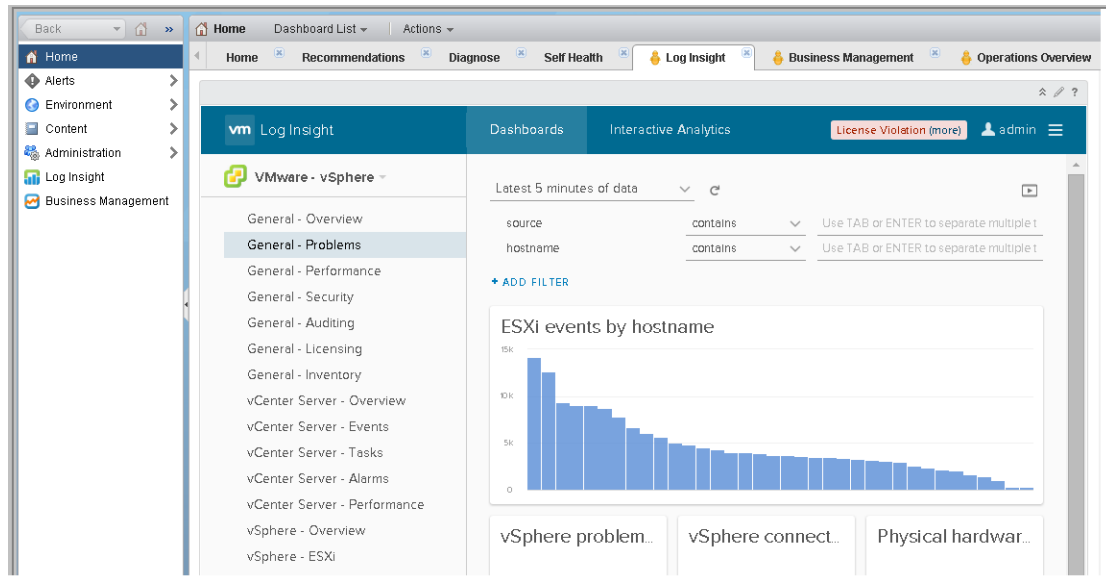 Back
»
Home
Dashboard List
Actions
Home
Alerts
Environment
Content
Administration
Log Insight
Business Management
Home
Recommendations
Diagnose
Self Health
Log Insight
Business Management
Operations Overview
?
vm Log Insight
Dashboards
Interactive Analytics
License Violation (more)
admin
VMware - vSphere
General - Overview
General - Problems
General - Performance
General - Security
General - Auditing
General - Licensing
General - Inventory
vCenter Server - Overview
vCenter Server - Events
vCenter Server - Tasks
vCenter Server - Alarms
vCenter Server - Performance
vSphere - Overview
vSphere - ESXi
Latest 5 minutes of data
source contains Use TAB or ENTER to separate multiple t
hostname contains Use TAB or ENTER to separate multiple t
+ ADD FILTER
ESXi events by hostname
15k
10k
5k
0
vSphere problem...
vSphere connect...
Physical hardwar...